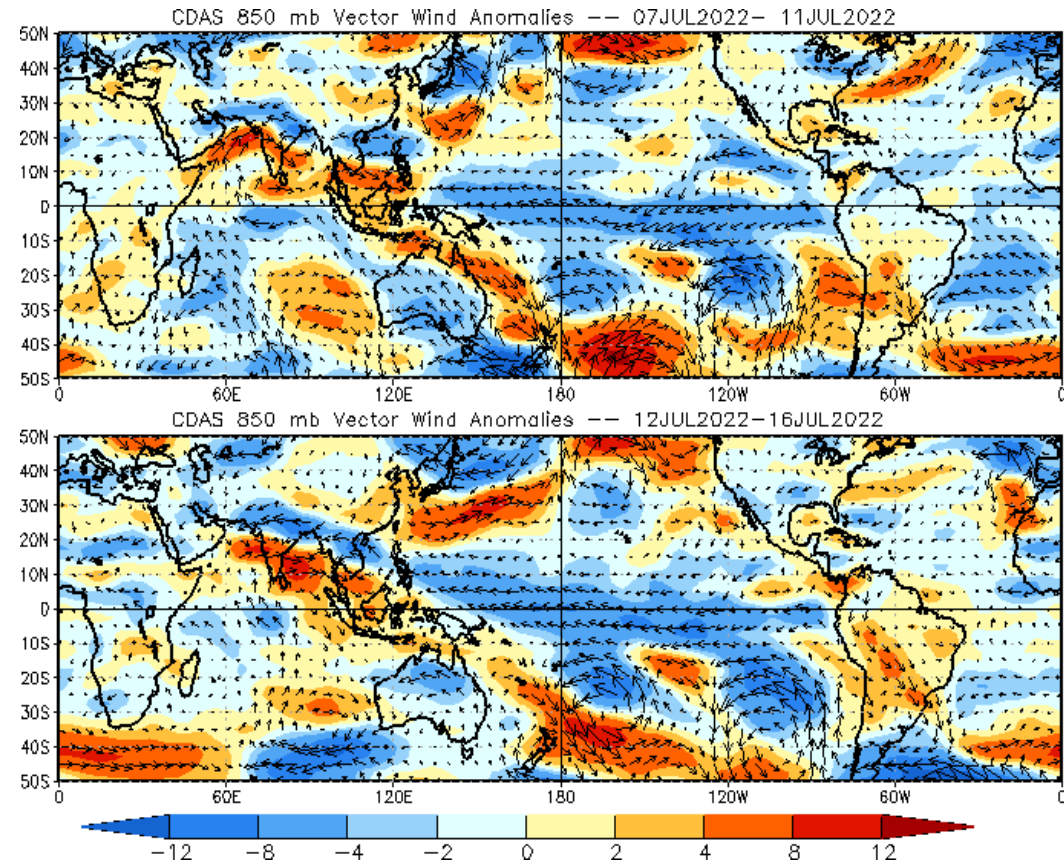 CDAS 850 mb Vector Wind Anomalies -- 07JUL2022- 11JUL2022
50N
40N
30N
20N
10N
0
10S
20S
30S
40S
50S
0 60E 120E 180 120W 60W 0
CDAS 850 mb Vector Wind Anomalies -- 12JUL2022-16JUL2022
50N
40N
30N
20N
10N
0
10S
20S
30S
40S
50S
0 60E 120E 180 120W 60W 0
-12 -8 -4 -2 0 2 4 8 12